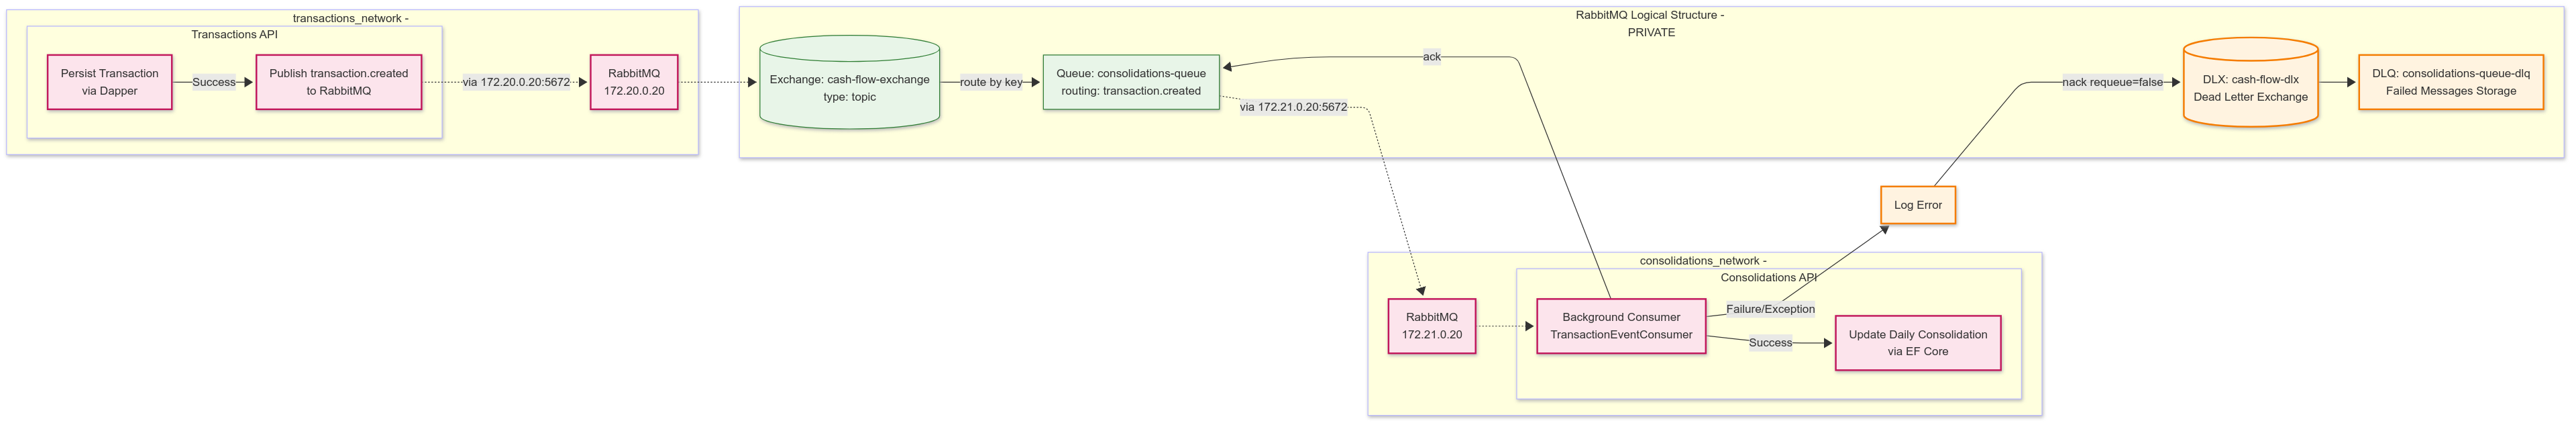 transactions_network -
Transactions API
Persist Transaction
via Dapper
Success
Publish transaction.created
to RabbitMQ
via 172.20.0.20:5672
RabbitMQ
172.20.0.20
RabbitMQ Logical Structure -
PRIVATE
Exchange: cash-flow-exchange
type: topic
route by key
Queue: consolidations-queue
routing: transaction.created
ack
via 172.21.0.20:5672
nack requeue=false
DLX: cash-flow-dlx
Dead Letter Exchange
DLQ: consolidations-queue-dlq
Failed Messages Storage
Log Error
consolidations_network -
Consolidations API
RabbitMQ
172.21.0.20
Background Consumer
TransactionEventConsumer
Failure/Exception
Success
Update Daily Consolidation
via EF Core